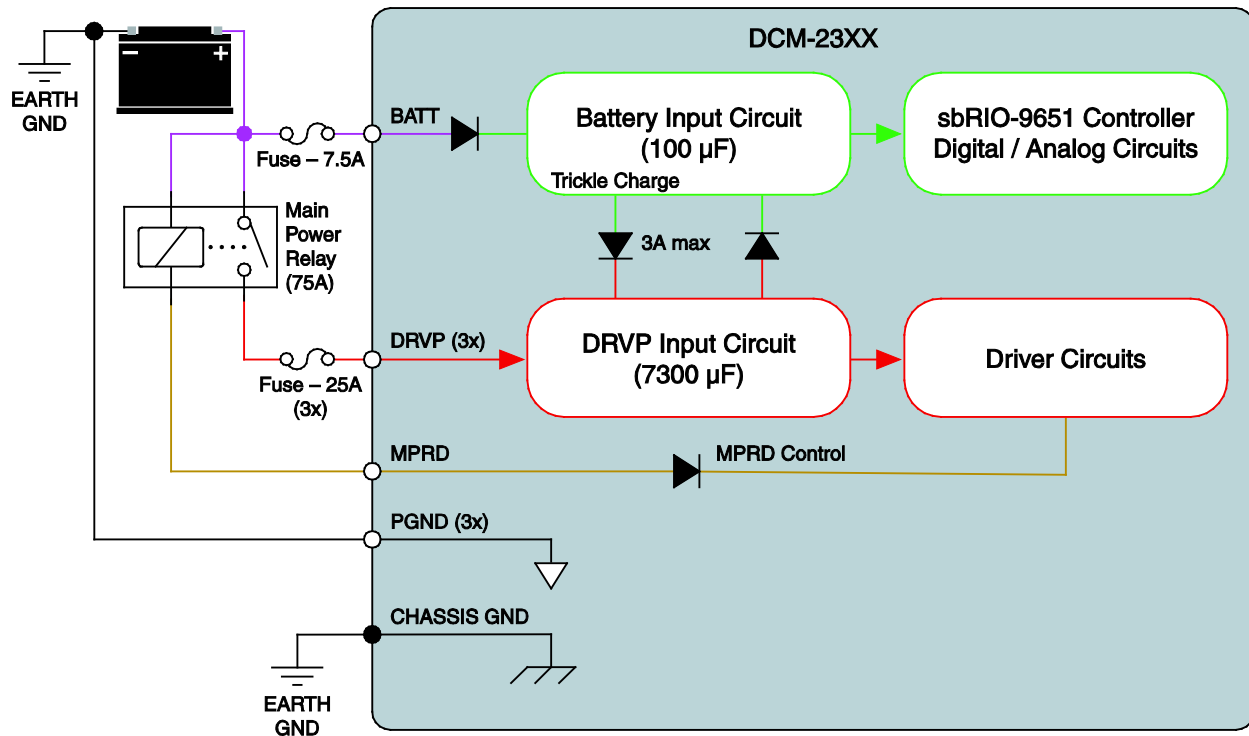 DCM-23XX
−
+
EARTH
GND
BATT
Fuse – 7.5A
Battery Input Circuit
(100 µF)
Trickle Charge
sbRIO-9651 Controller
Digital / Analog Circuits
Main
Power
Relay
(75A)
3A max
DRVP (3x)
Fuse – 25A
(3x)
DRVP Input Circuit
(7300 µF)
Driver Circuits
MPRD
MPRD Control
PGND (3x)
CHASSIS GND
EARTH
GND